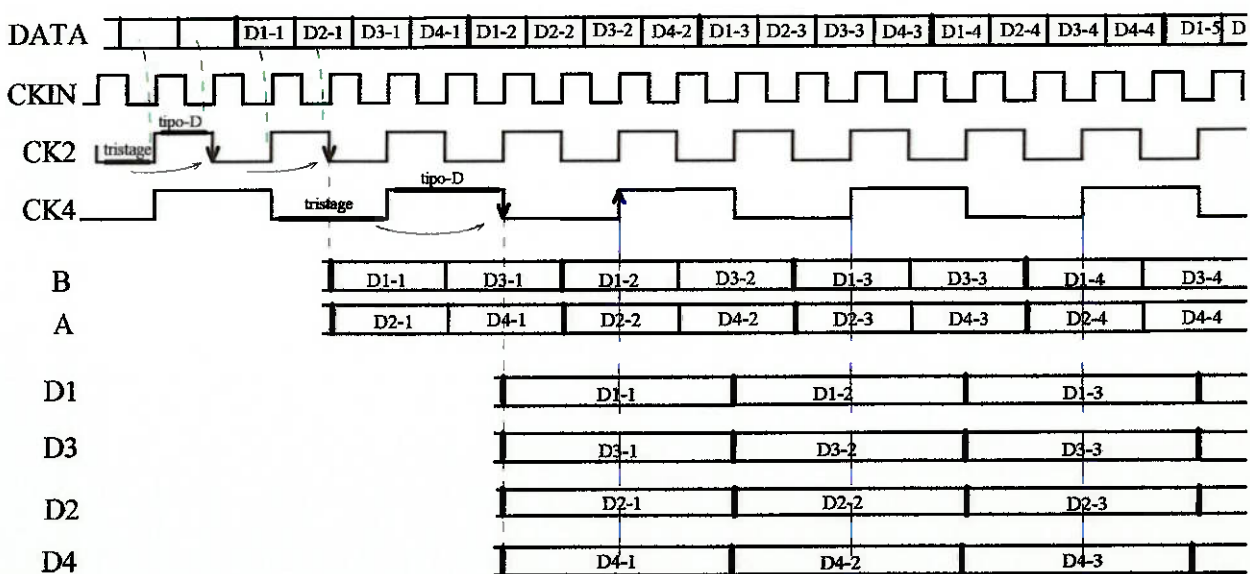 DATA D1-1 D2-1 D3-1 D4-1 D1-2 D2-2 D3-2 D4-2 D1-3 D2-3 D3-3 D4-3 D1-4 D2-4 D3-4 D4-4 D1-5 D
CKIN
tipo-D
CK2 tristage
tipo-D
CK4 tristage
B D1-1 D3-1 D1-2 D3-2 D1-3 D3-3 D1-4 D3-4
A D2-1 D4-1 D2-2 D4-2 D2-3 D4-3 D2-4 D4-4
D1 D1-1 D1-2 D1-3
D3 D3-1 D3-2 D3-3
D2 D2-1 D2-2 D2-3
D4 D4-1 D4-2 D4-3